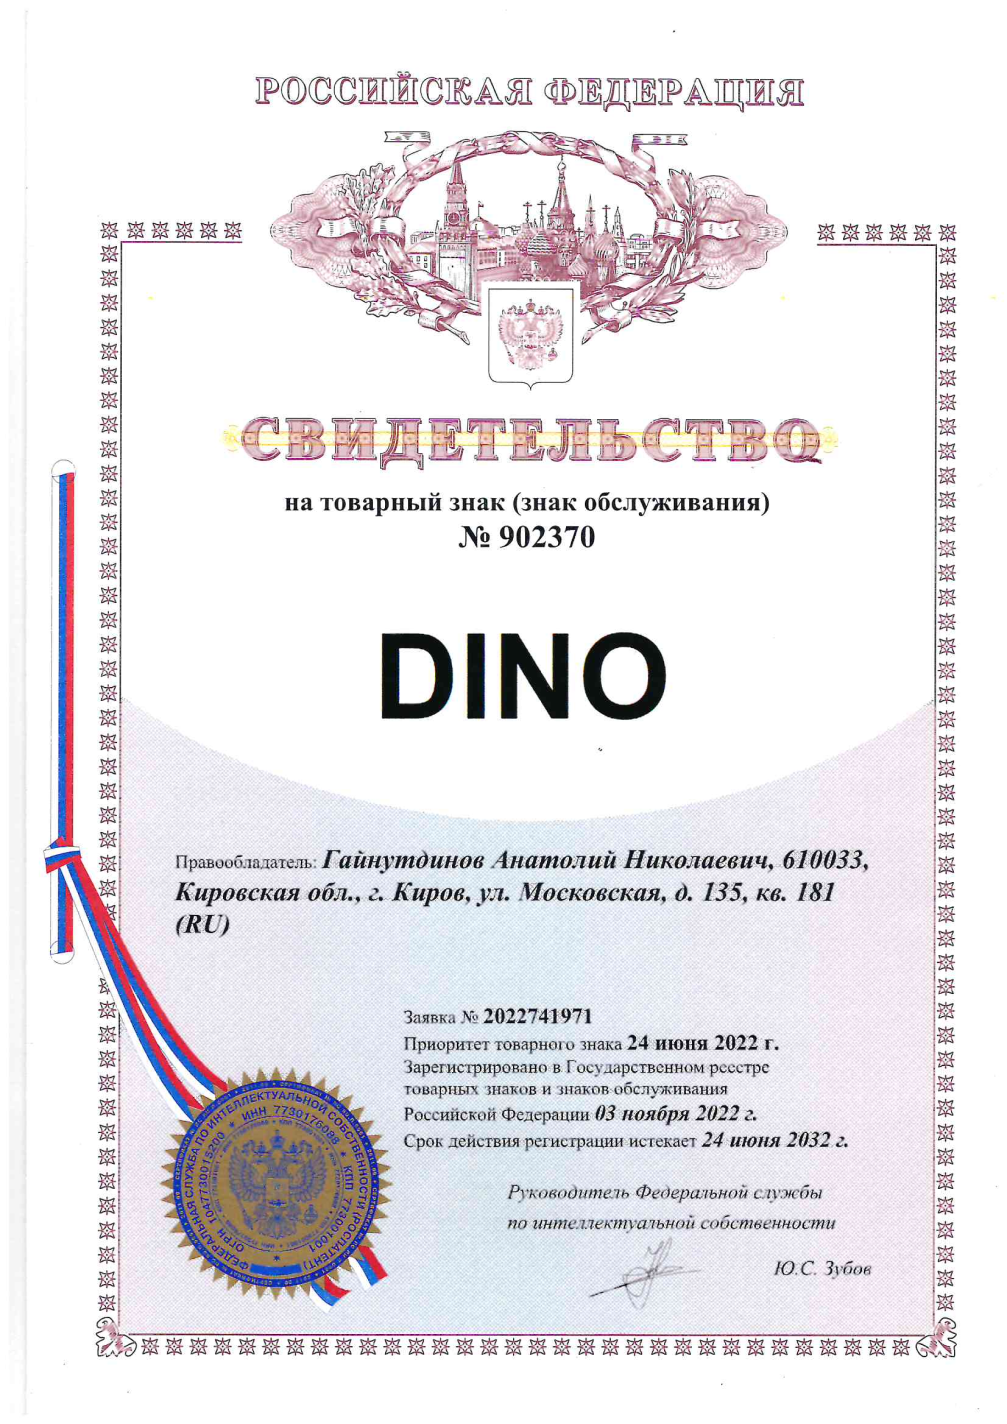 РОССИЙСКАЯ ФЕДЕРАЦИЯ
СВИДЕТЕЛЬСТВО
на товарный знак (знак обслуживания)
№ 902370
DINO
Правообладатель: Гайнутдинов Анатолий Николаевич, 610033,
Кировская обл., г. Киров, ул. Московская, д. 135, кв. 181
(RU)
Заявка № 2022741971
Приоритет товарного знака 24 июня 2022 г.
Зарегистрировано в Государственном реестре
товарных знаков и знаков обслуживания
Российской Федерации 03 ноября 2022 г.
Срок действия регистрации истекает 24 июня 2032 г.
Руководитель Федеральной службы
по интеллектуальной собственности
Ю.С. Зубов
ФЕДЕРАЛЬНАЯ СЛУЖБА ПО ИНТЕЛЛЕКТУАЛЬНОЙ СОБСТВЕННОСТИ (РОСПАТЕНТ)
ОГРН 1047730015200 * ИНН 7730176088 * КПП 773001001